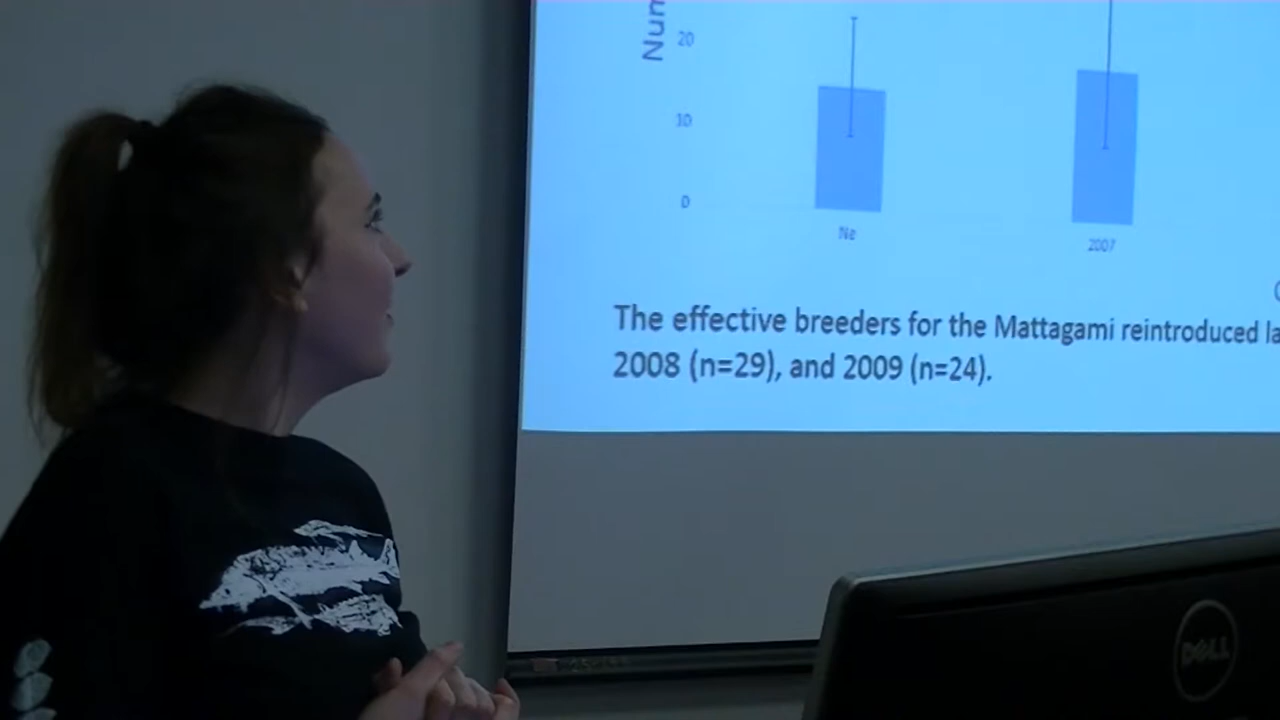 Num
20
10
0
Ne
2007
The effective breeders for the Mattagami reintroduced la
2008 (n=29), and 2009 (n=24).
DELL